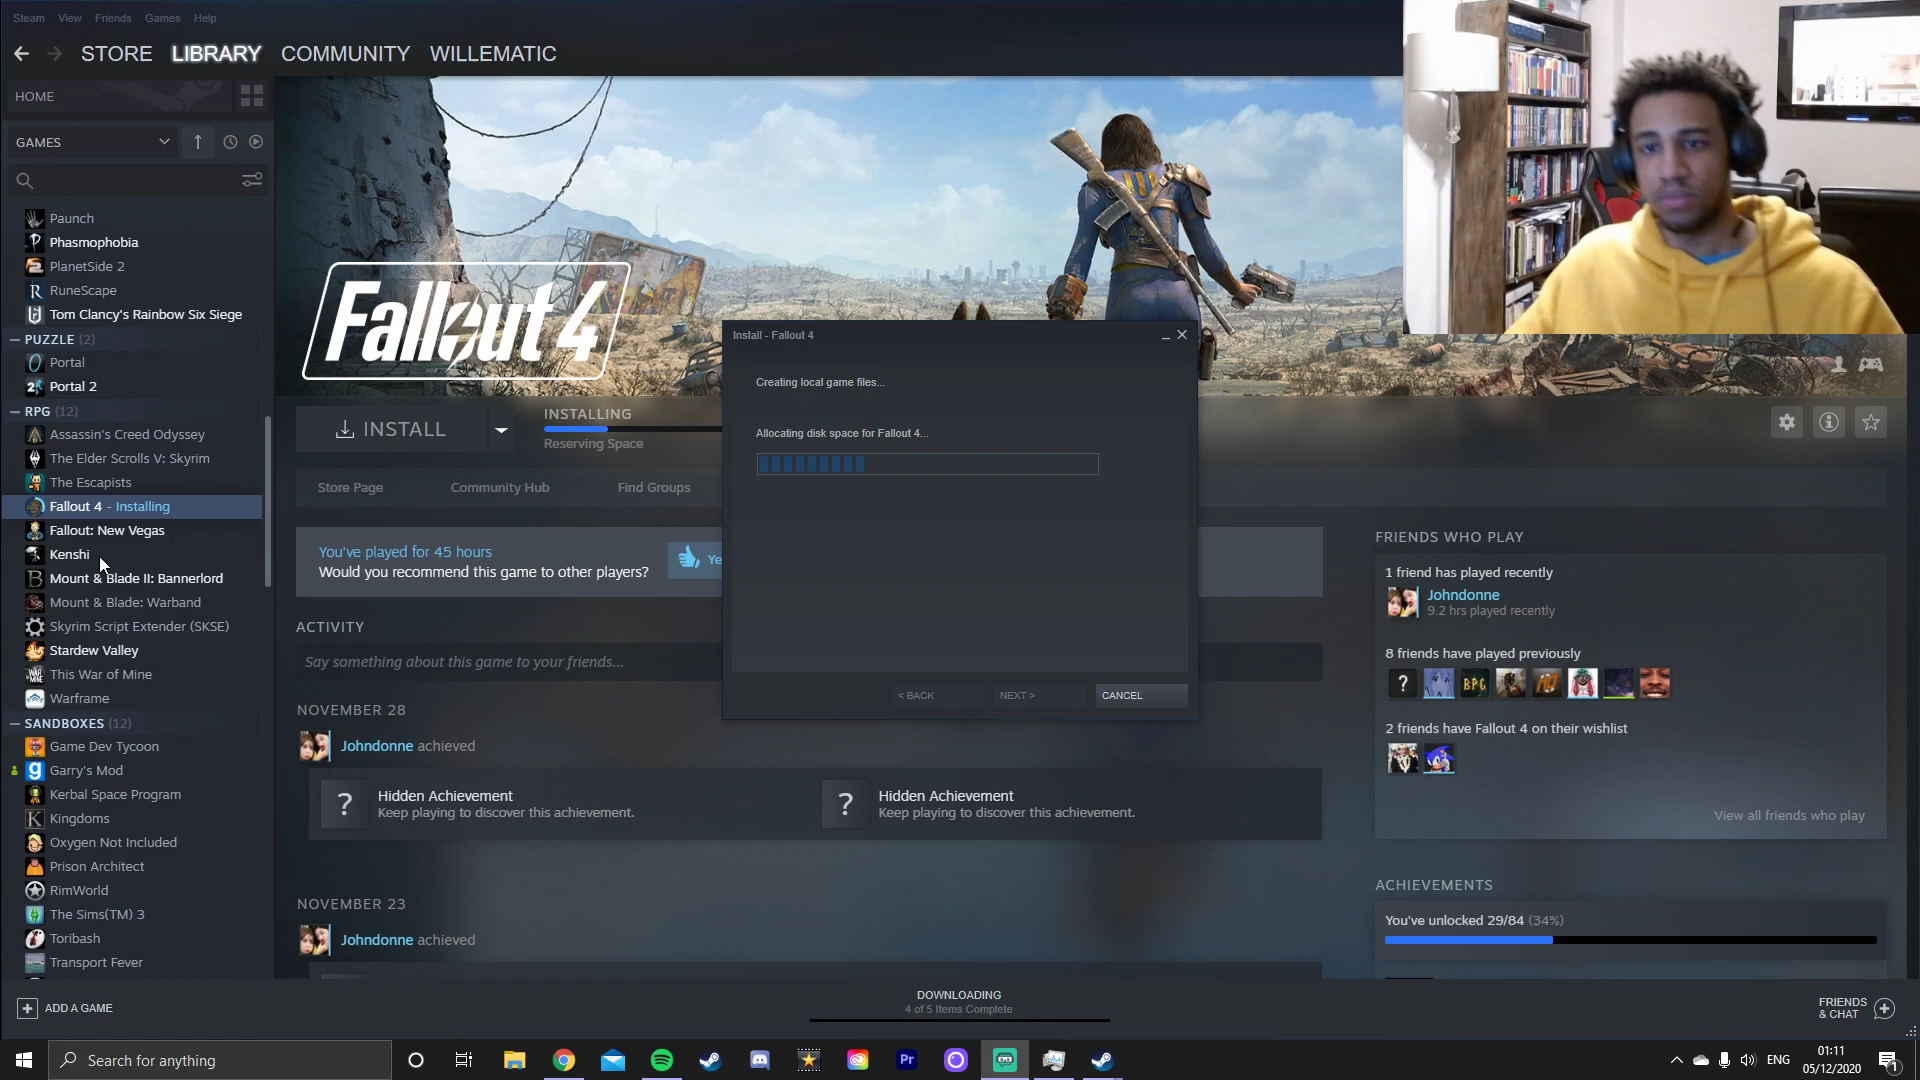 Steam View Friends Games Help
STORE LIBRARY COMMUNITY WILLEMATIC
HOME
GAMES
Paunch
Phasmophobia
PlanetSide 2
RuneScape
Tom Clancy's Rainbow Six Siege
PUZZLE (2)
Portal
Portal 2
RPG (12)
Assassin's Creed Odyssey
The Elder Scrolls V: Skyrim
The Escapists
Fallout 4 - Installing
Fallout: New Vegas
Kenshi
Mount & Blade II: Bannerlord
Mount & Blade: Warband
Skyrim Script Extender (SKSE)
Stardew Valley
This War of Mine
Warframe
SANDBOXES (12)
Game Dev Tycoon
Garry's Mod
Kerbal Space Program
Kingdoms
Oxygen Not Included
Prison Architect
RimWorld
The Sims(TM) 3
Toribash
Transport Fever
ADD A GAME
Fallout 4
INSTALL
INSTALLING
Reserving Space
Store Page Community Hub Find Groups
You've played for 45 hours
Would you recommend this game to other players?
Ye
ACTIVITY
Say something about this game to your friends...
NOVEMBER 28
Johndonne achieved
Hidden Achievement
Keep playing to discover this achievement.
Hidden Achievement
Keep playing to discover this achievement.
NOVEMBER 23
Johndonne achieved
Install - Fallout 4
Creating local game files...
Allocating disk space for Fallout 4...
< BACK NEXT > CANCEL
FRIENDS WHO PLAY
1 friend has played recently
Johndonne
9.2 hrs played recently
8 friends have played previously
? BPG
2 friends have Fallout 4 on their wishlist
View all friends who play
ACHIEVEMENTS
You've unlocked 29/84 (34%)
DOWNLOADING
4 of 5 Items Complete
FRIENDS
& CHAT
Search for anything
Pr
ENG
01:11
05/12/2020
1